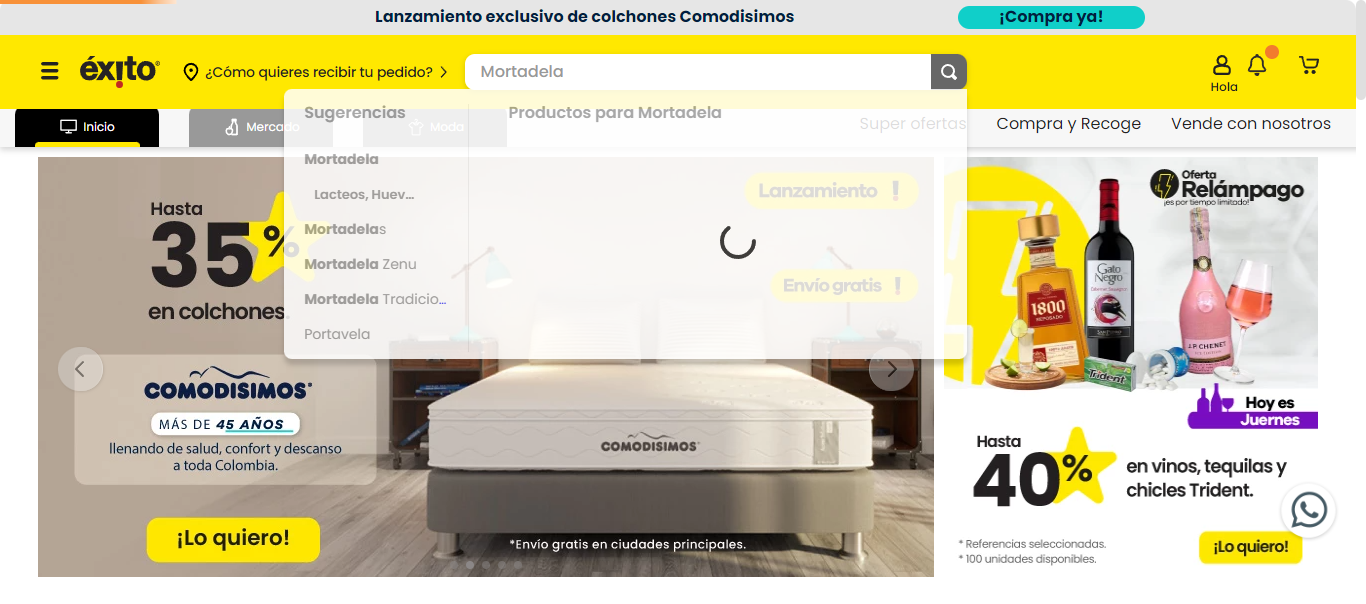 Lanzamiento exclusivo de colchones Comodisimos
¡Compra ya!
éxito
¿Cómo quieres recibir tu pedido?
Mortadela
Hola
Inicio
Mercado
Moda
Super ofertas
Compra y Recoge
Vende con nosotros
Sugerencias
Productos para Mortadela
Mortadela
Lacteos, Huev...
Mortadelas
Mortadela Zenu
Mortadela Tradicio...
Portavela
Lanzamiento !
Envío gratis !
Hasta
35%
en colchones.
COMODISIMOS
MÁS DE 45 AÑOS
llenando de salud, confort y descanso
a toda Colombia.
¡Lo quiero!
COMODISIMOS
*Envío gratis en ciudades principales.
Oferta
Relámpago
¡es por tiempo limitado!
1800
REPOSADO
Gato
Negro
J.P. CHENET
Trident
Hoy es
Juernes
Hasta
40%
en vinos, tequilas y
chicles Trident.
* Referencias seleccionadas.
* 100 unidades disponibles.
¡Lo quiero!